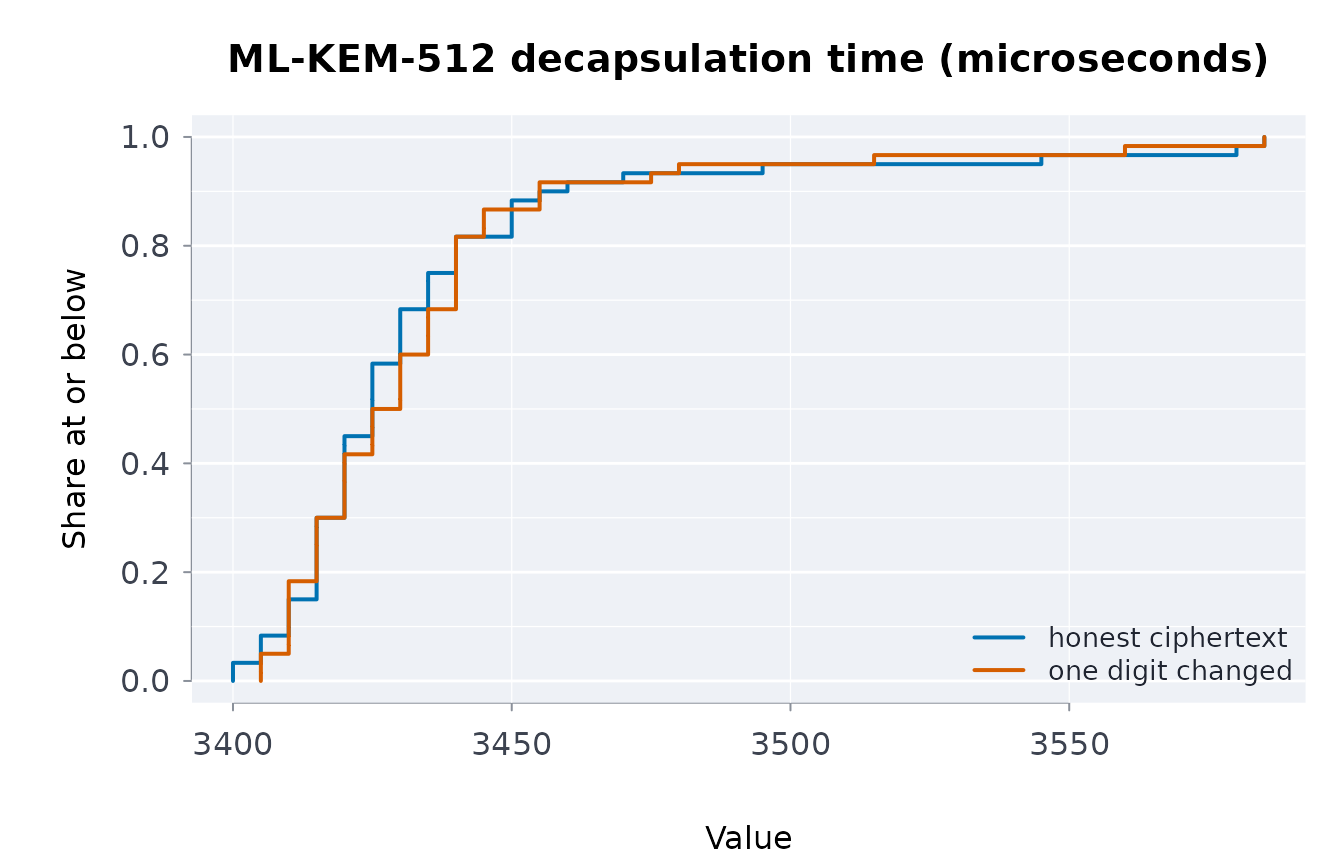 ML-KEM-512 decapsulation time (microseconds)
1.0
0.8
0.6
0.4
0.2
0.0
Share at or below
honest ciphertext
one digit changed
3400 3450 3500 3550
Value